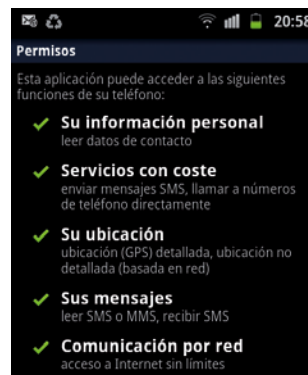 20:58
Permisos
Esta aplicación puede acceder a las siguientes
funciones de su teléfono:
Su información personal
leer datos de contacto
Servicios con coste
enviar mensajes SMS, llamar a números
de teléfono directamente
Su ubicación
ubicación (GPS) detallada, ubicación no
detallada (basada en red)
Sus mensajes
leer SMS o MMS, recibir SMS
Comunicación por red
acceso a Internet sin límites